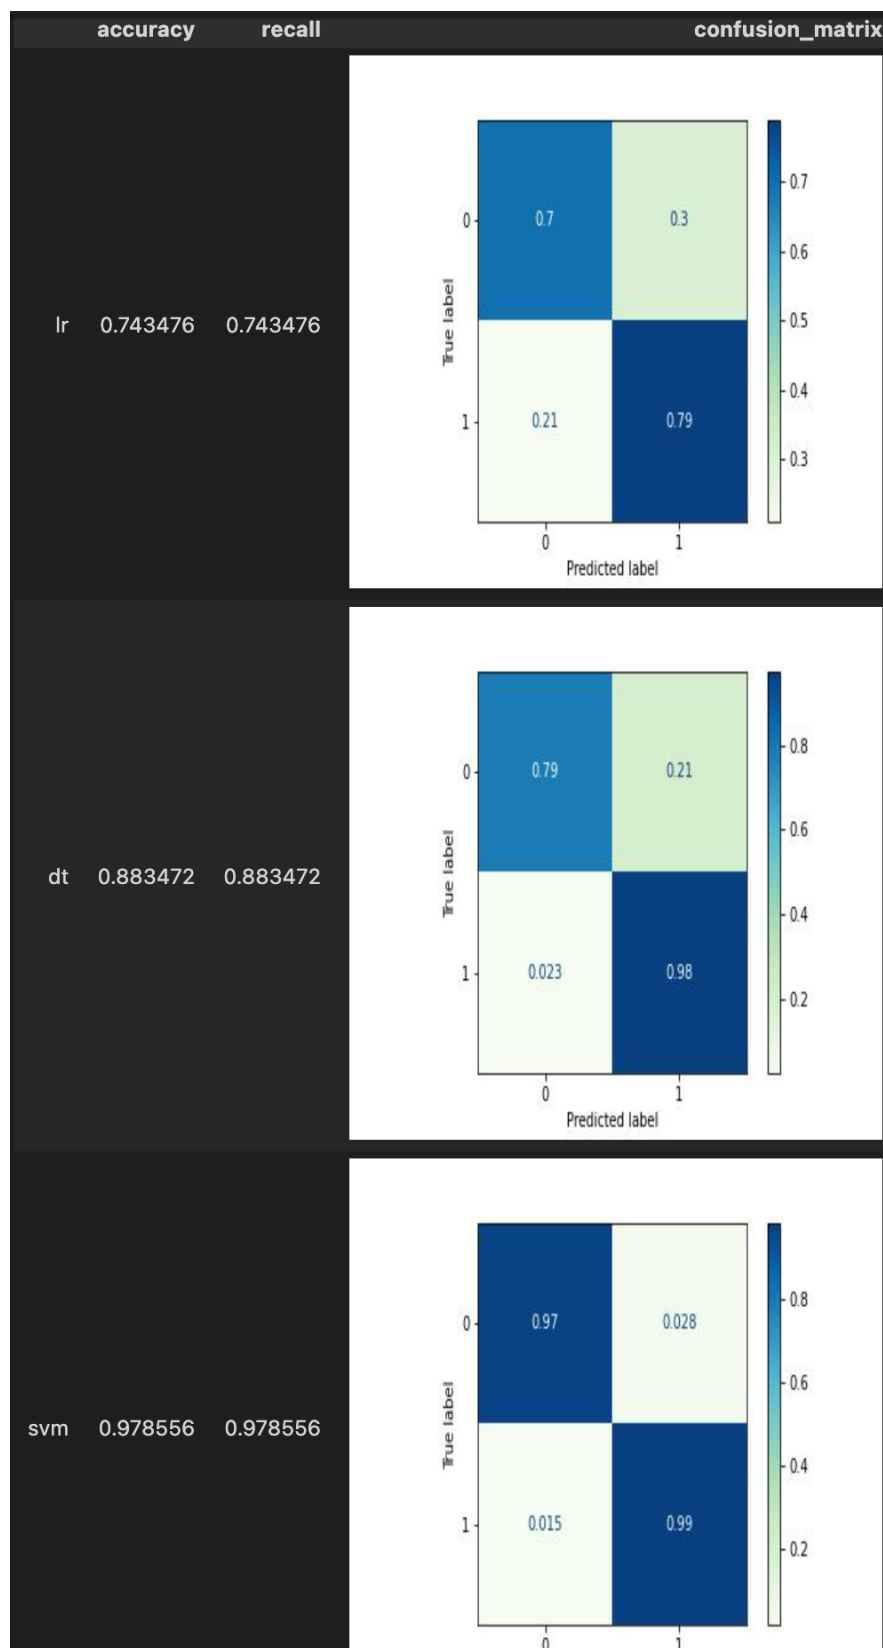 accuracy recall confusion_matrix
0.7
0 0.7 0.3
0.6
True label
lr 0.743476 0.743476
0.5
0.4
1 0.21 0.79
0.3
0 1
Predicted label
0.8
0 0.79 0.21
0.6
True label
dt 0.883472 0.883472
0.4
1 0.023 0.98
0.2
0 1
Predicted label
0.8
0 0.97 0.028
0.6
True label
svm 0.978556 0.978556
0.4
1 0.015 0.99
0.2
0 1